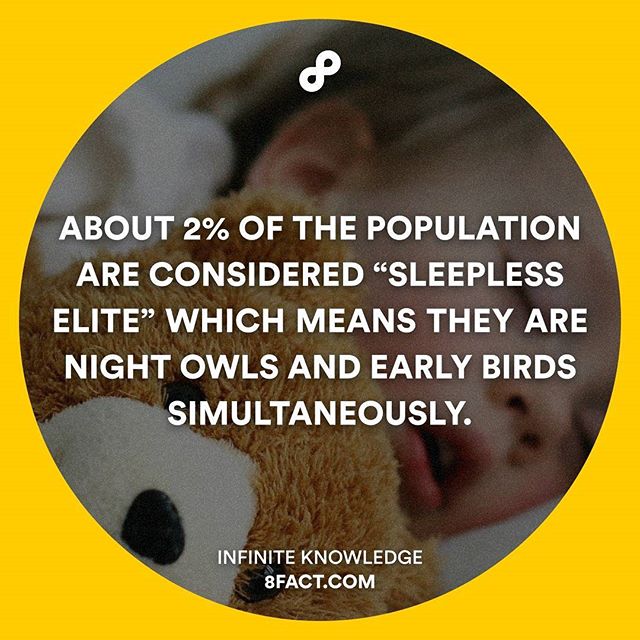 ABOUT 2% OF THE POPULATION
ARE CONSIDERED “SLEEPLESS
ELITE” WHICH MEANS THEY ARE
NIGHT OWLS AND EARLY BIRDS
SIMULTANEOUSLY.
INFINITE KNOWLEDGE
8FACT.COM